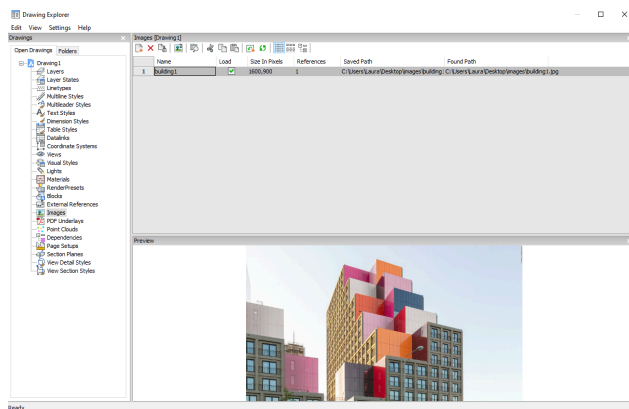 Drawing Explorer
Edit View Settings Help
Drawings
Open Drawings Folders
Drawing1
Layers
Layer States
Linetypes
Multiline Styles
Multileader Styles
Text Styles
Dimension Styles
Table Styles
Datalinks
Coordinate Systems
Views
Visual Styles
Lights
Materials
RenderPresets
Blocks
External References
Images
PDF Underlays
Point Clouds
Dependencies
Page Setups
Section Planes
View Detail Styles
View Section Styles
Images [Drawing1]
Name Load Size In Pixels References Saved Path Found Path
1 building1 1600,900 1 C:\Users\Laura\Desktop\images\building: C:\Users\Laura\Desktop\images\building1.jpg
Preview
Ready